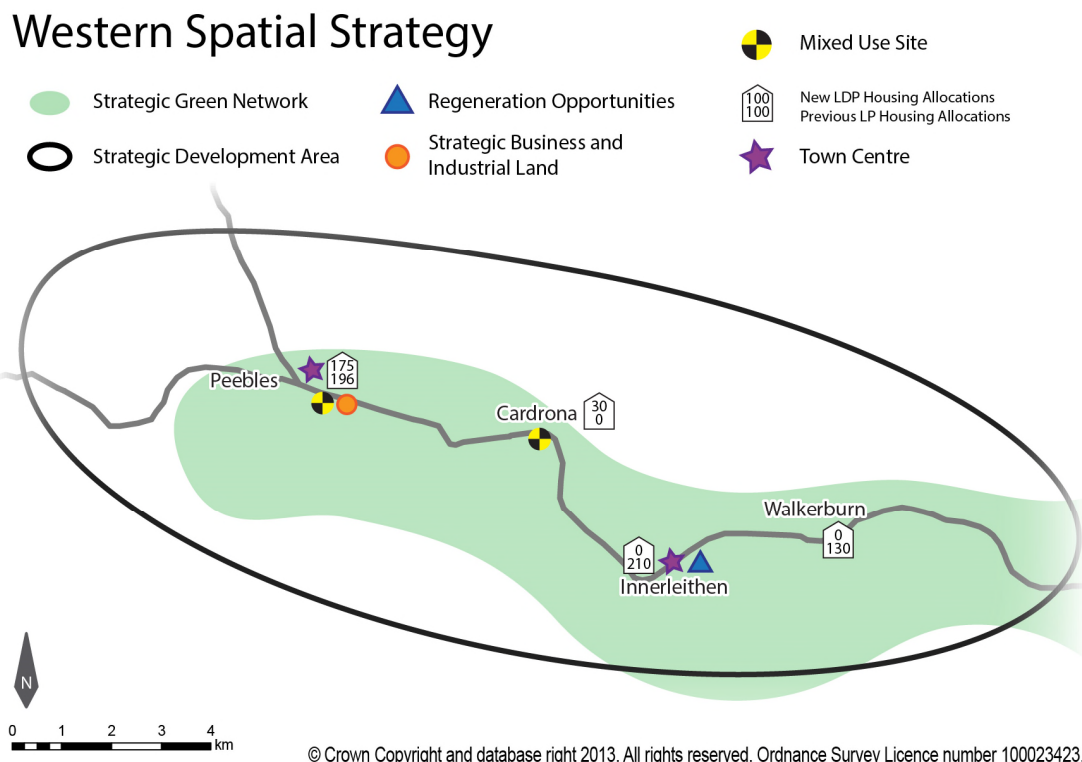 Western Spatial Strategy
Strategic Green Network
Strategic Development Area
Regeneration Opportunities
Strategic Business and
Industrial Land
Mixed Use Site
100
100
New LDP Housing Allocations
Previous LP Housing Allocations
Town Centre
Peebles
175
196
Cardrona
30
0
Walkerburn
0
130
0
210
Innerleithen
N
0 1 2 3 4
km
© Crown Copyright and database right 2013. All rights reserved. Ordnance Survey Licence number 100023423.